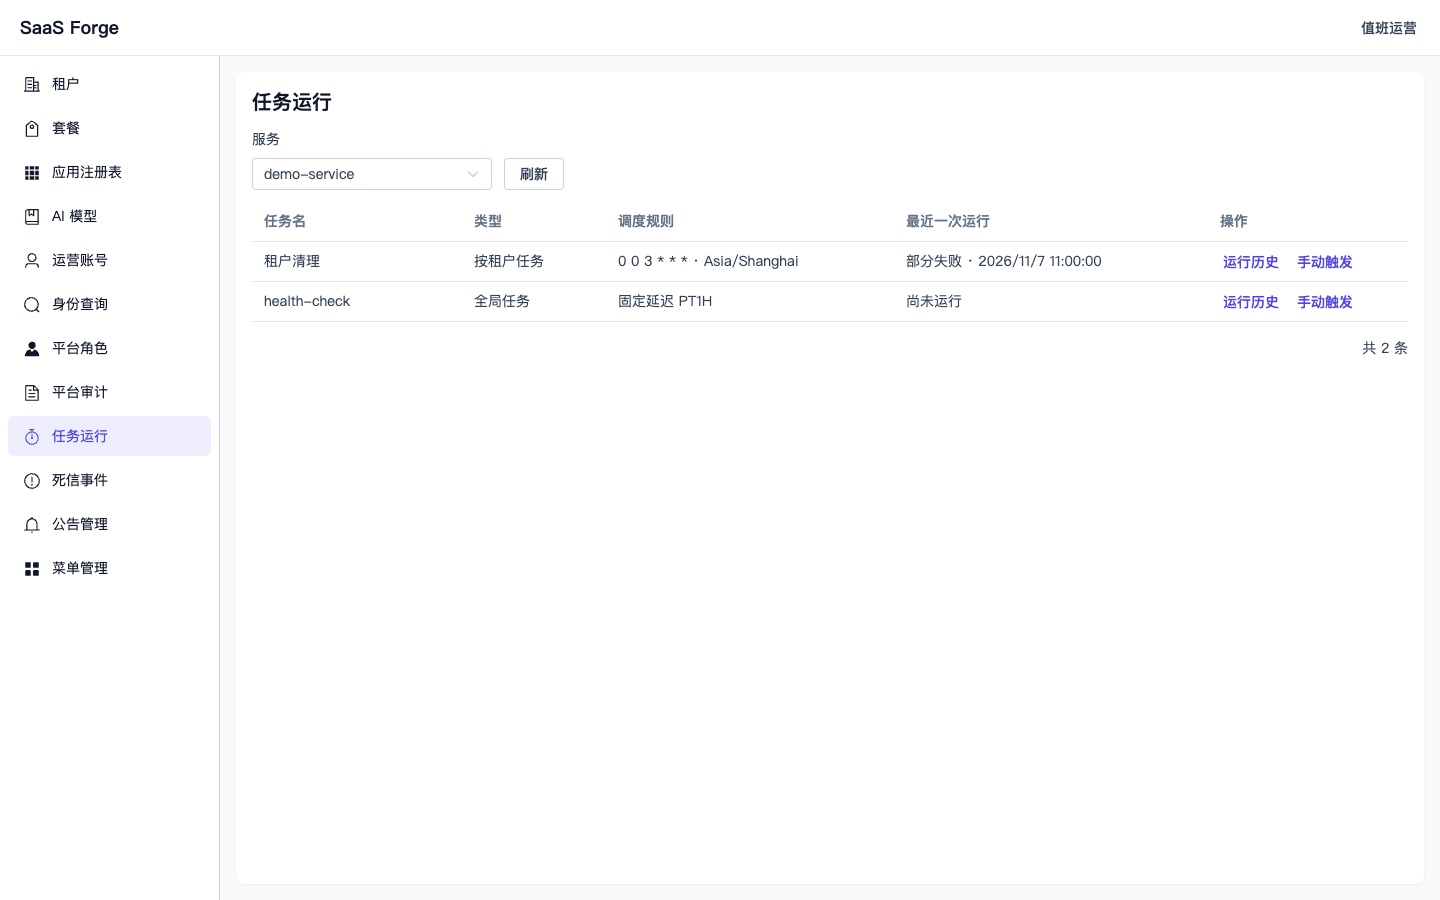 SaaS Forge
值班运营
租户
套餐
应用注册表
AI 模型
运营账号
身份查询
平台角色
平台审计
任务运行
死信事件
公告管理
菜单管理
任务运行
服务
demo-service
刷新
任务名 类型 调度规则 最近一次运行 操作
租户清理 按租户任务 0 0 3 * * * · Asia/Shanghai 部分失败 · 2026/11/7 11:00:00 运行历史 手动触发
health-check 全局任务 固定延迟 PT1H 尚未运行 运行历史 手动触发
共 2 条